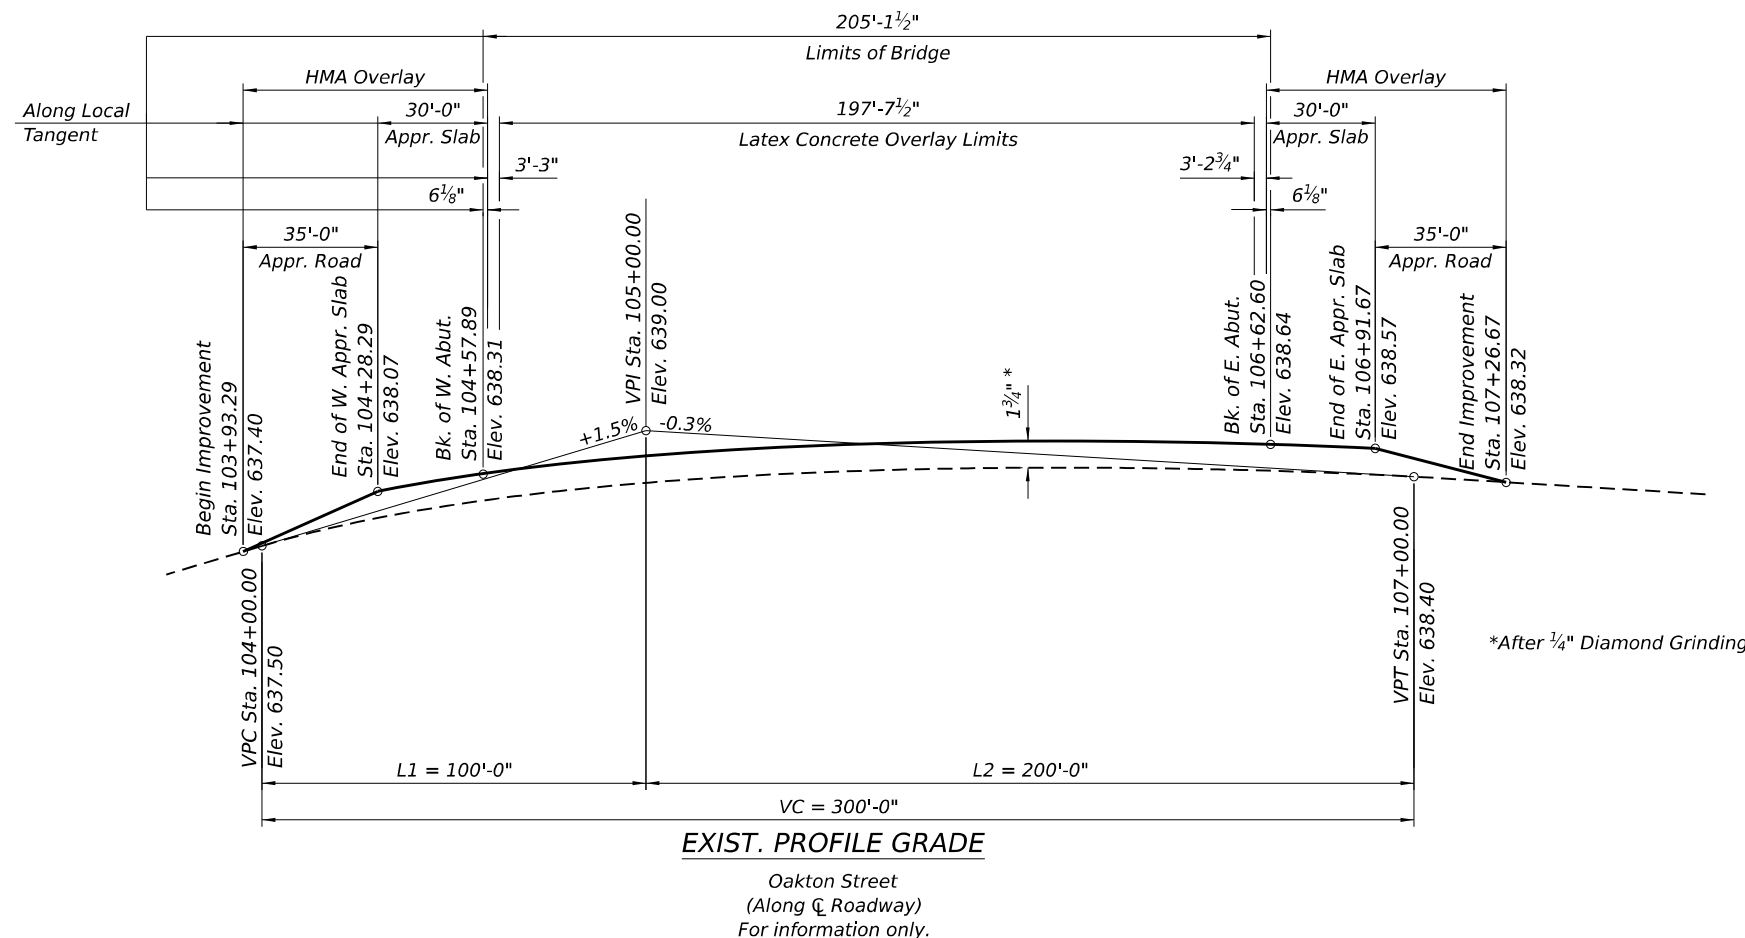 205'-1½"
Limits of Bridge
HMA Overlay
HMA Overlay
Along Local
Tangent
30'-0"
Appr. Slab
197'-7½"
Latex Concrete Overlay Limits
30'-0"
Appr. Slab
3'-3"
3'-2¾"
6⅛"
6⅛"
35'-0"
Appr. Road
35'-0"
Appr. Road
Begin Improvement
Sta. 103+93.29
Elev. 637.40
End of W. Appr. Slab
Sta. 104+28.29
Elev. 638.07
Bk. of W. Abut.
Sta. 104+57.89
Elev. 638.31
VPI Sta. 105+00.00
Elev. 639.00
+1.5%
-0.3%
1¾" *
Bk. of E. Abut.
Sta. 106+62.60
Elev. 638.64
End of E. Appr. Slab
Sta. 106+91.67
Elev. 638.57
End Improvement
Sta. 107+26.67
Elev. 638.32
VPC Sta. 104+00.00
Elev. 637.50
VPT Sta. 107+00.00
Elev. 638.40
*After ¼" Diamond Grinding
L1 = 100'-0"
L2 = 200'-0"
VC = 300'-0"
EXIST. PROFILE GRADE
Oakton Street
(Along ℄ Roadway)
For information only.